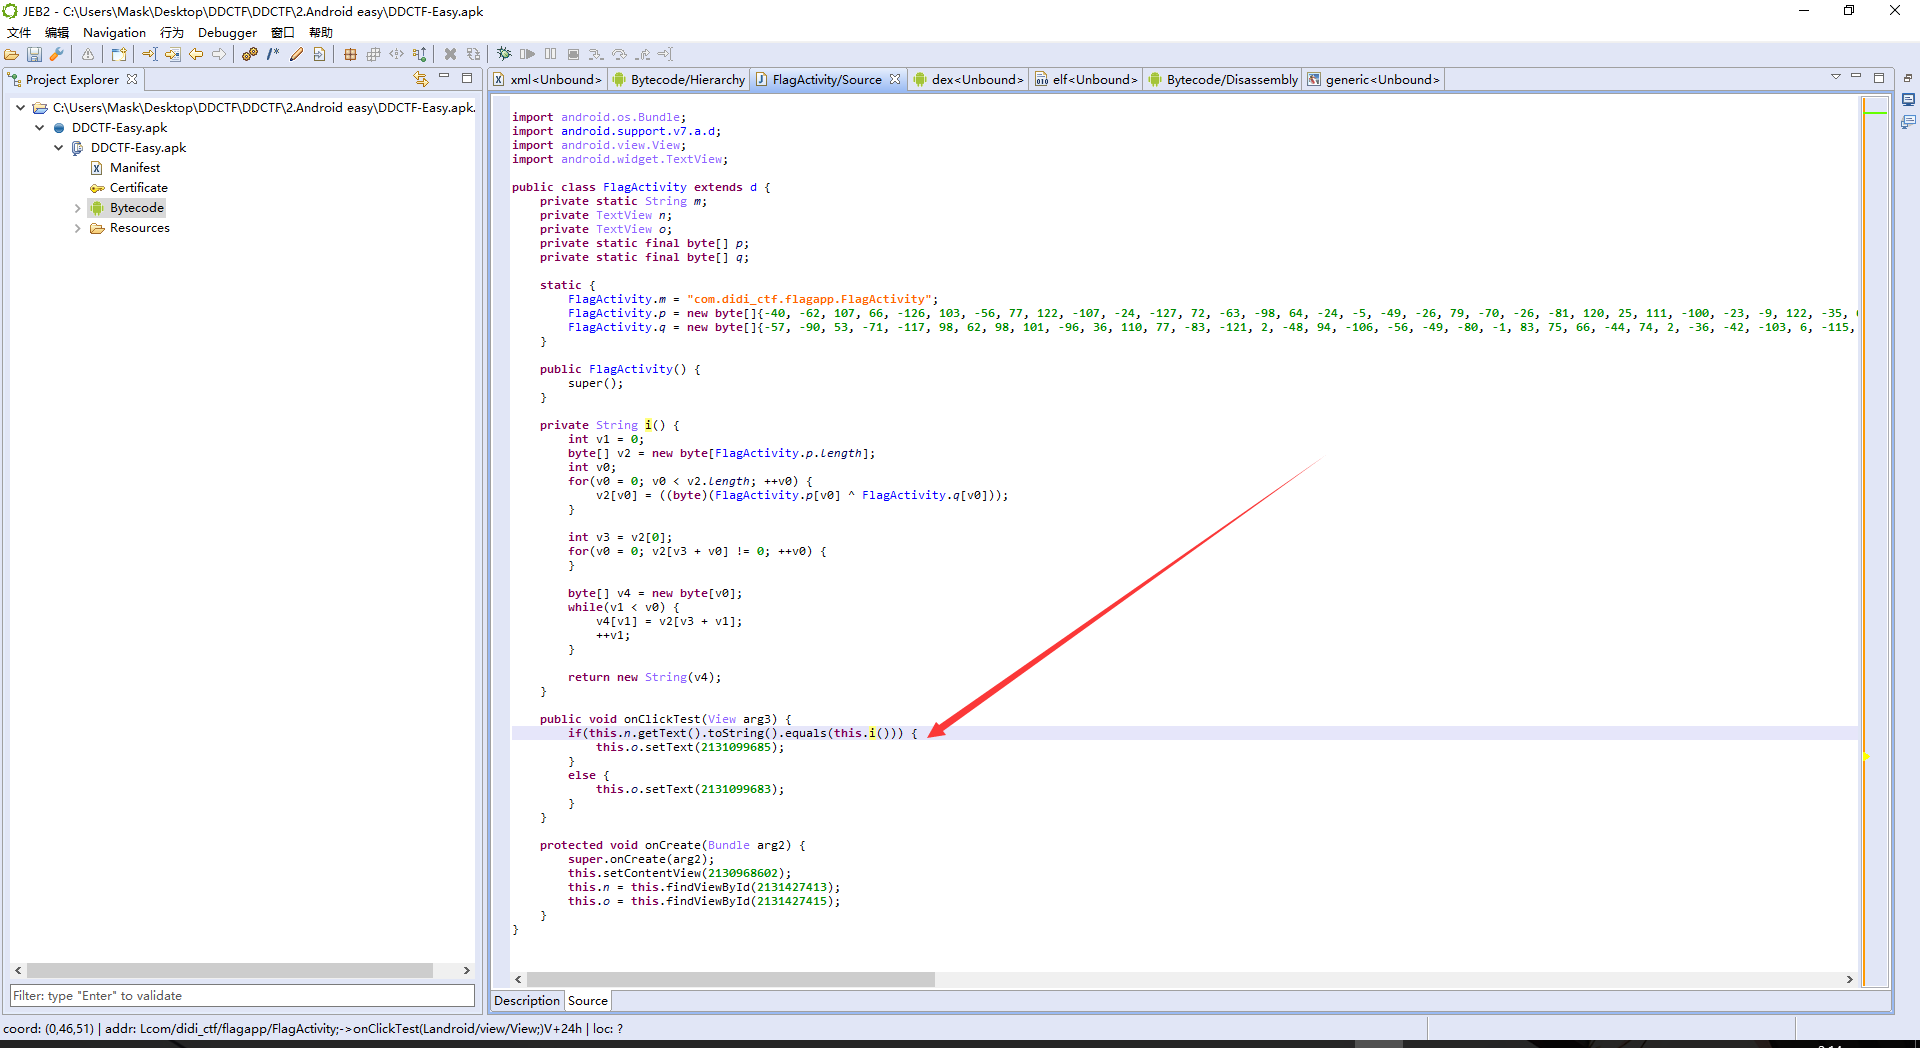 JEB2 - C:\Users\Mask\Desktop\DDCTF\DDCTF\2.Android easy\DDCTF-Easy.apk
文件 编辑 Navigation 行为 Debugger 窗口 帮助
Project Explorer
C:\Users\Mask\Desktop\DDCTF\DDCTF\2.Android easy\DDCTF-Easy.apk.
DDCTF-Easy.apk
DDCTF-Easy.apk
Manifest
Certificate
Bytecode
Resources
Filter: type "Enter" to validate
xml<Unbound> Bytecode/Hierarchy FlagActivity/Source dex<Unbound> elf<Unbound> Bytecode/Disassembly generic<Unbound>
import android.os.Bundle;
import android.support.v7.a.d;
import android.view.View;
import android.widget.TextView;
public class FlagActivity extends d {
private static String m;
private TextView n;
private TextView o;
private static final byte[] p;
private static final byte[] q;
static {
FlagActivity.m = "com.didi_ctf.flagapp.FlagActivity";
FlagActivity.p = new byte[]{-40, -62, 107, 66, -126, 103, -56, 77, 122, -107, -24, -127, 72, -63, -98, 64, -24, -5, -49, -26, 79, -70, -26, -81, 120, 25, 111, -100, -23, -9, 122, -35,
FlagActivity.q = new byte[]{-57, -90, 53, -71, -117, 98, 62, 98, 101, -96, 36, 110, 77, -83, -121, 2, -48, 94, -106, -56, -49, -80, -1, 83, 75, 66, -44, 74, 2, -36, -42, -103, 6, -115,
}
public FlagActivity() {
super();
}
private String i() {
int v1 = 0;
byte[] v2 = new byte[FlagActivity.p.length];
int v0;
for(v0 = 0; v0 < v2.length; ++v0) {
v2[v0] = ((byte)(FlagActivity.p[v0] ^ FlagActivity.q[v0]));
}
int v3 = v2[0];
for(v0 = 0; v2[v3 + v0] != 0; ++v0) {
}
byte[] v4 = new byte[v0];
while(v1 < v0) {
v4[v1] = v2[v3 + v1];
++v1;
}
return new String(v4);
}
public void onClickTest(View arg3) {
if(this.n.getText().toString().equals(this.i())) {
this.o.setText(2131099685);
}
else {
this.o.setText(2131099683);
}
}
protected void onCreate(Bundle arg2) {
super.onCreate(arg2);
this.setContentView(2130968602);
this.n = this.findViewById(2131427413);
this.o = this.findViewById(2131427415);
}
}
Description Source
coord: (0,46,51) | addr: Lcom/didi_ctf/flagapp/FlagActivity;->onClickTest(Landroid/view/View;)V+24h | loc: ?